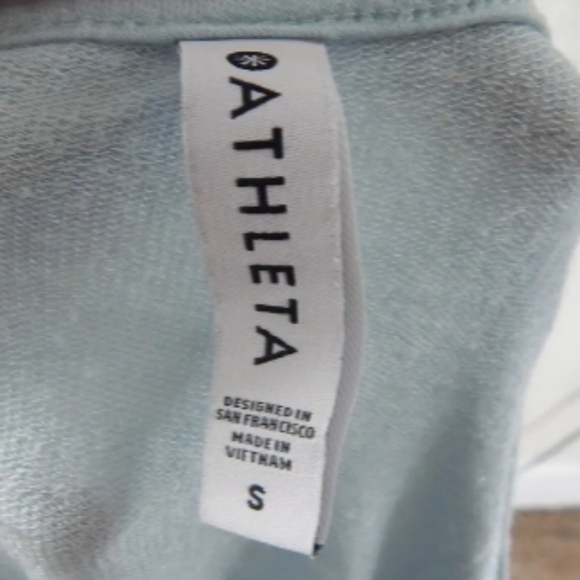 ATHLETA
DESIGNED IN
SAN FRANCISCO
MADE IN
VIETNAM
S